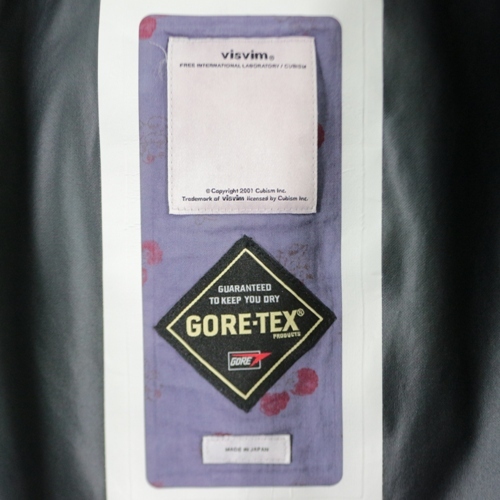 visvim®
FREE INTERNATIONAL LABORATORY / CUBISM
© Copyright 2001 Cubism Inc.
Trademark of visvim licensed by Cubism Inc.
GUARANTEED
TO KEEP YOU DRY
GORE-TEX®
PRODUCTS
GORE
MADE IN JAPAN